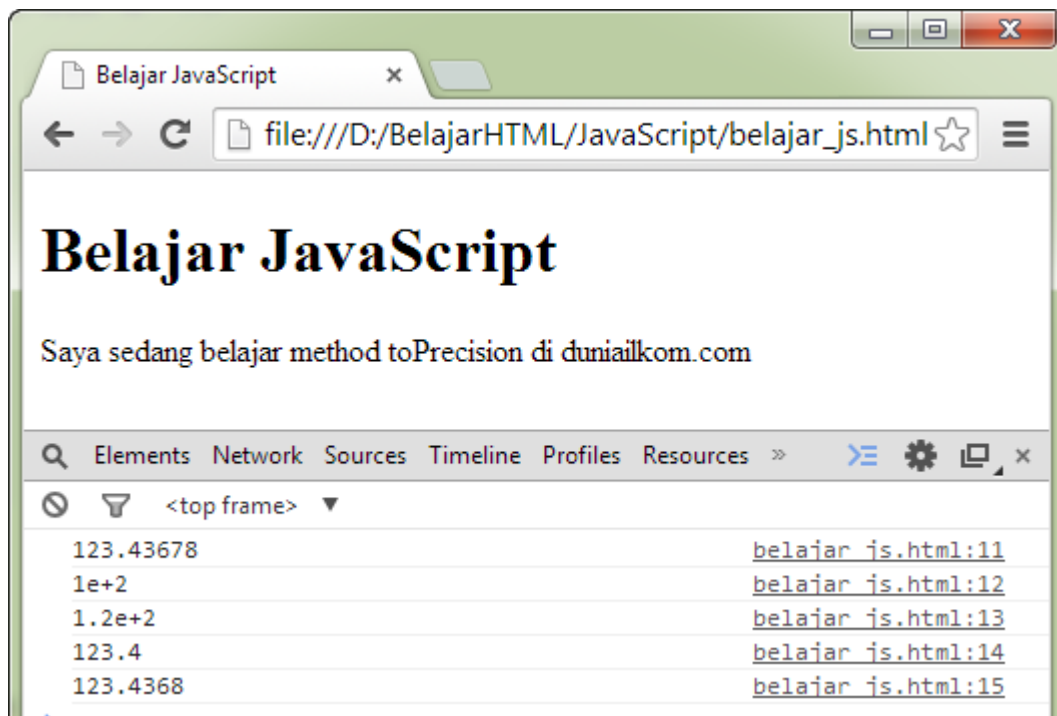 Belajar JavaScript
file:///D:/BelajarHTML/JavaScript/belajar_js.html
Belajar JavaScript
Saya sedang belajar method toPrecision di duniailkom.com
Elements Network Sources Timeline Profiles Resources »
<top frame> ▼
123.43678 belajar_js.html:11
1e+2 belajar_js.html:12
1.2e+2 belajar_js.html:13
123.4 belajar_js.html:14
123.4368 belajar_js.html:15